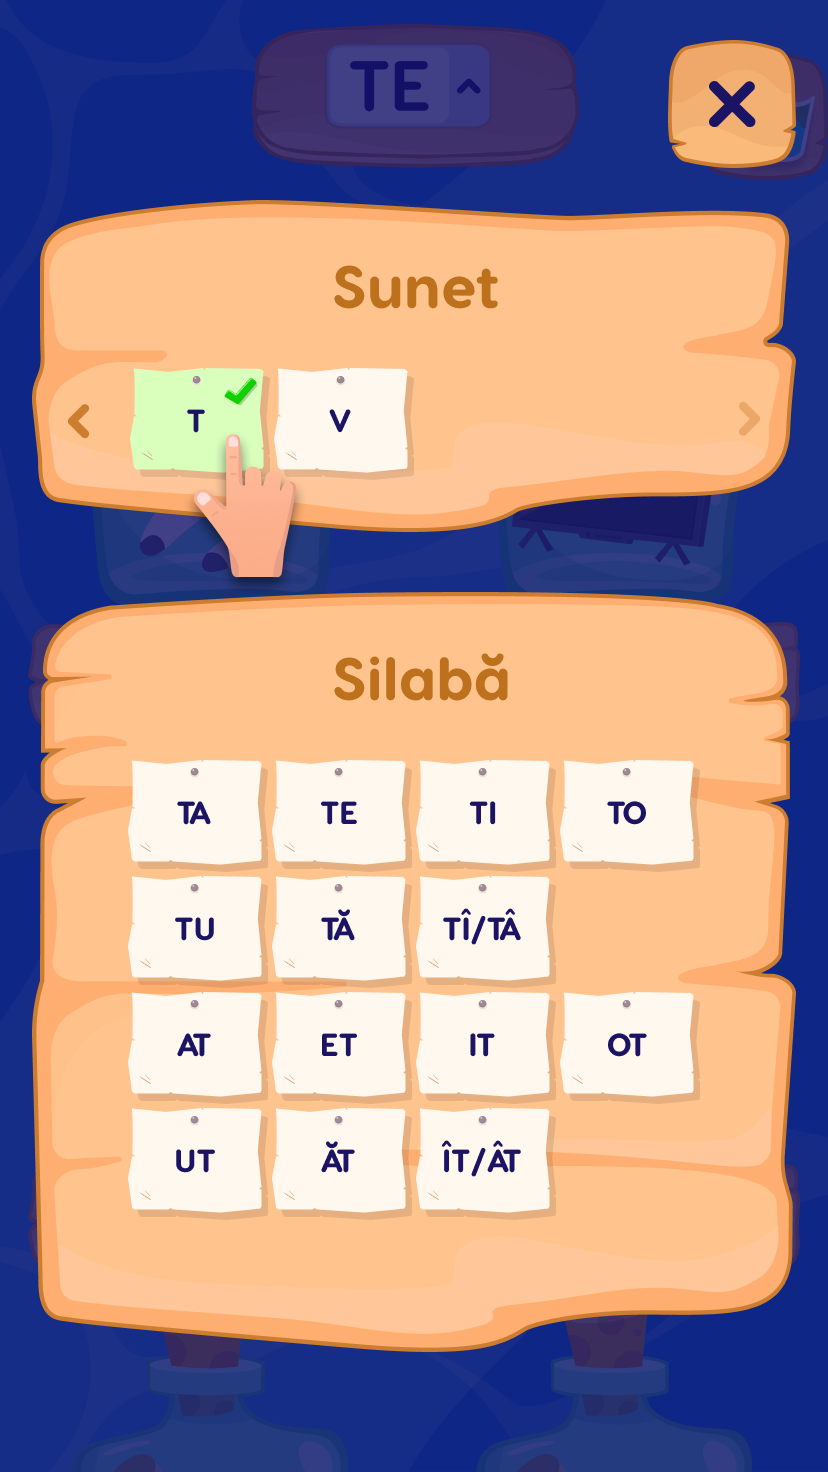 TE
Sunet
T V
Silabă
TA TE TI TO
TU TĂ TÎ/TÂ
AT ET IT OT
UT ĂT ÎT/ÂT